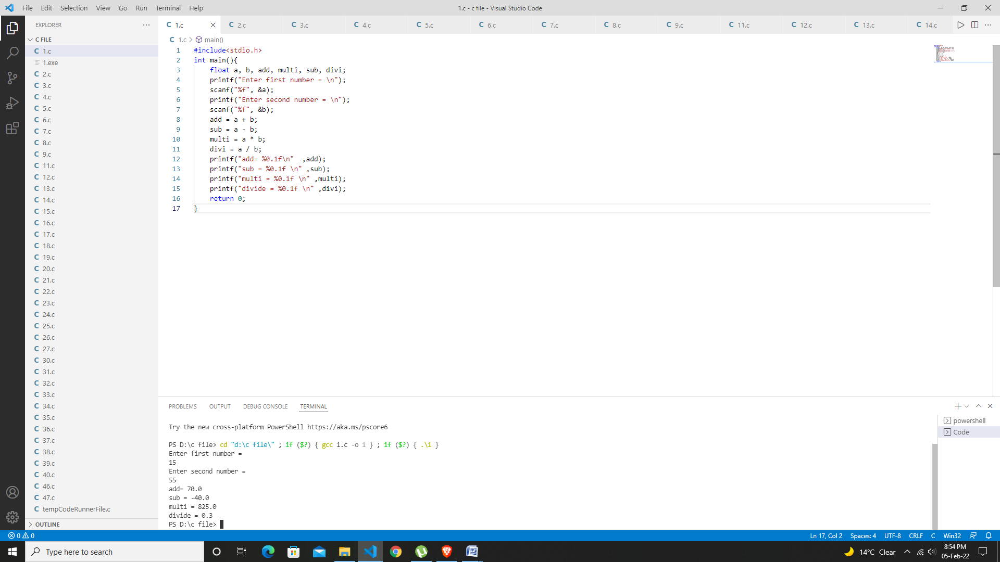 File Edit Selection View Go Run Terminal Help 1.c - c file - Visual Studio Code
EXPLORER
C 1.c C 2.c C 3.c C 4.c C 5.c C 6.c C 7.c C 8.c C 9.c C 11.c C 12.c C 13.c C 14.c
C FILE
C 1.c
1.exe
C 2.c
C 3.c
C 4.c
C 5.c
C 6.c
C 7.c
C 8.c
C 9.c
C 11.c
C 12.c
C 13.c
C 14.c
C 15.c
C 16.c
C 17.c
C 18.c
C 19.c
C 20.c
C 21.c
C 22.c
C 23.c
C 24.c
C 25.c
C 26.c
C 27.c
C 30.c
C 31.c
C 32.c
C 33.c
C 34.c
C 35.c
C 36.c
C 37.c
C 38.c
C 39.c
C 40.c
C 46.c
C 47.c
C tempCodeRunnerFile.c
OUTLINE
C 1.c > main()
1 #include<stdio.h>
2 int main(){
3 float a, b, add, multi, sub, divi;
4 printf("Enter first number = \n");
5 scanf("%f", &a);
6 printf("Enter second number = \n");
7 scanf("%f", &b);
8 add = a + b;
9 sub = a - b;
10 multi = a * b;
11 divi = a / b;
12 printf("add= %0.1f\n"  ,add);
13 printf("sub = %0.1f \n" ,sub);
14 printf("multi = %0.1f \n" ,multi);
15 printf("divide = %0.1f \n" ,divi);
16 return 0;
17 }
PROBLEMS OUTPUT DEBUG CONSOLE TERMINAL
powershell
Code
Try the new cross-platform PowerShell https://aka.ms/pscore6
PS D:\c file> cd "d:\c file\" ; if ($?) { gcc 1.c -o 1 } ; if ($?) { .\1 }
Enter first number =
15
Enter second number =
55
add= 70.0
sub = -40.0
multi = 825.0
divide = 0.3
PS D:\c file>
0 0 Ln 17, Col 2 Spaces: 4 UTF-8 CRLF C Win32
Type here to search
14°C Clear
8:54 PM
05-Feb-22